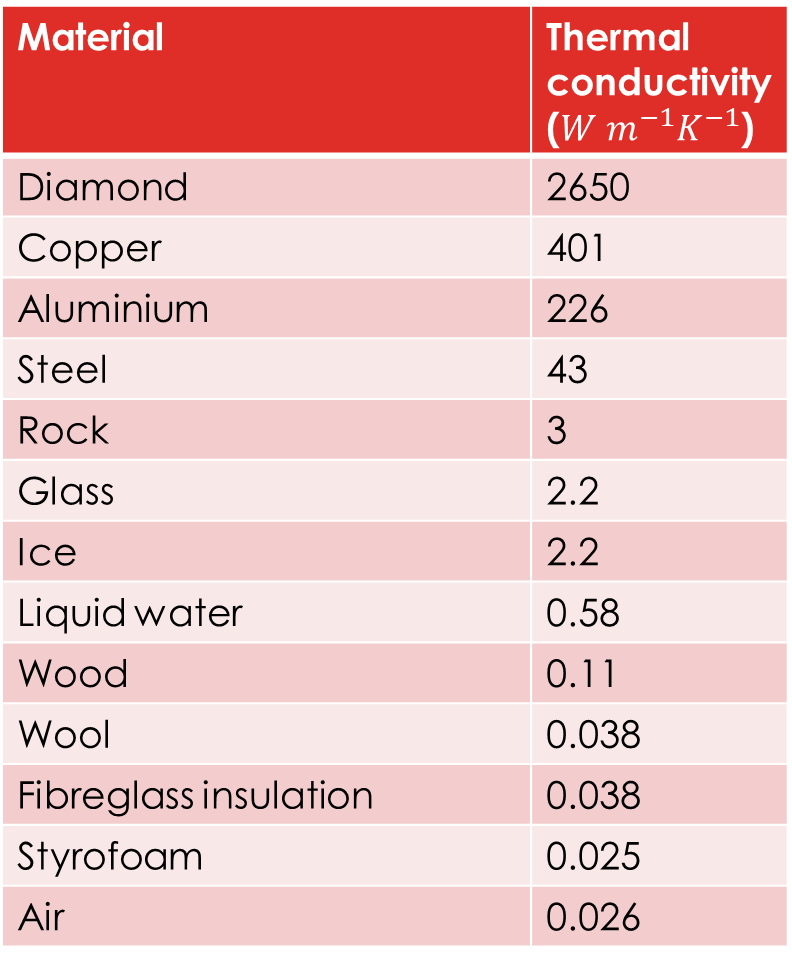 Material
Thermal
conductivity
(W m⁻¹K⁻¹)
Diamond 2650
Copper 401
Aluminium 226
Steel 43
Rock 3
Glass 2.2
Ice 2.2
Liquid water 0.58
Wood 0.11
Wool 0.038
Fibreglass insulation 0.038
Styrofoam 0.025
Air 0.026